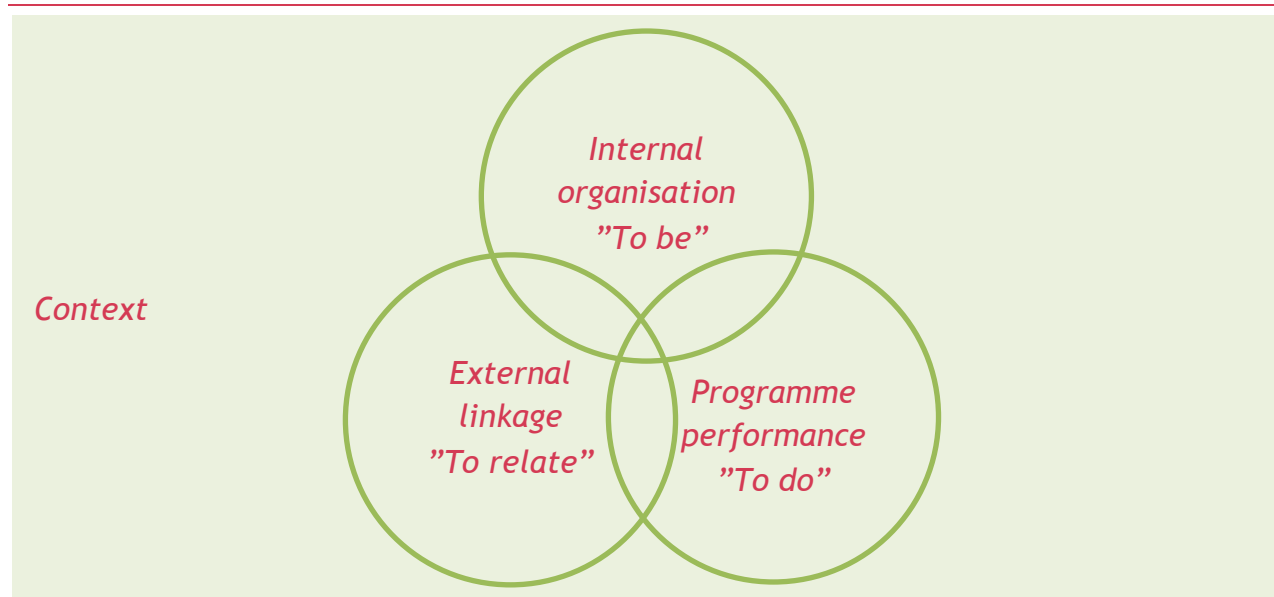 Internal
organisation
”To be”
Context
External
linkage
”To relate”
Programme
performance
”To do”